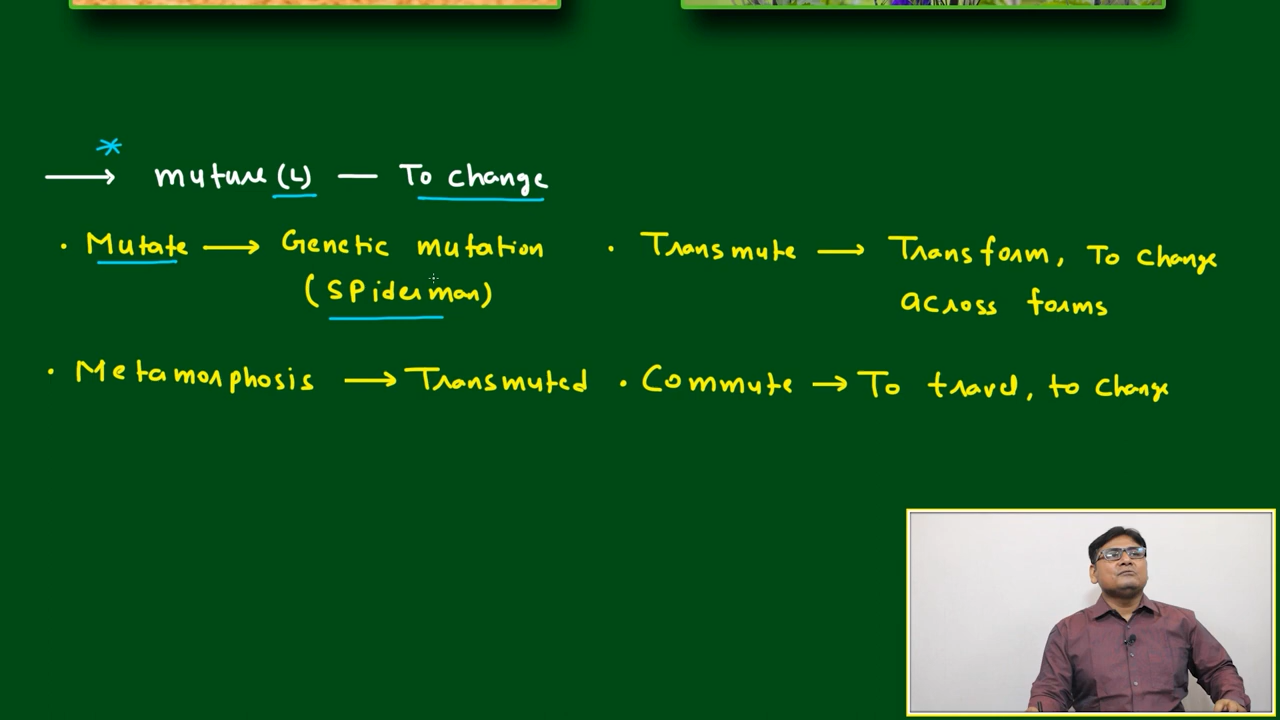 * → muture (L) — To change
• Mutate → Genetic mutation
(SPiderman)
• Transmute → Transform, To change
across forms
• Metamorphosis → Transmuted
• Commute → To travel, to change